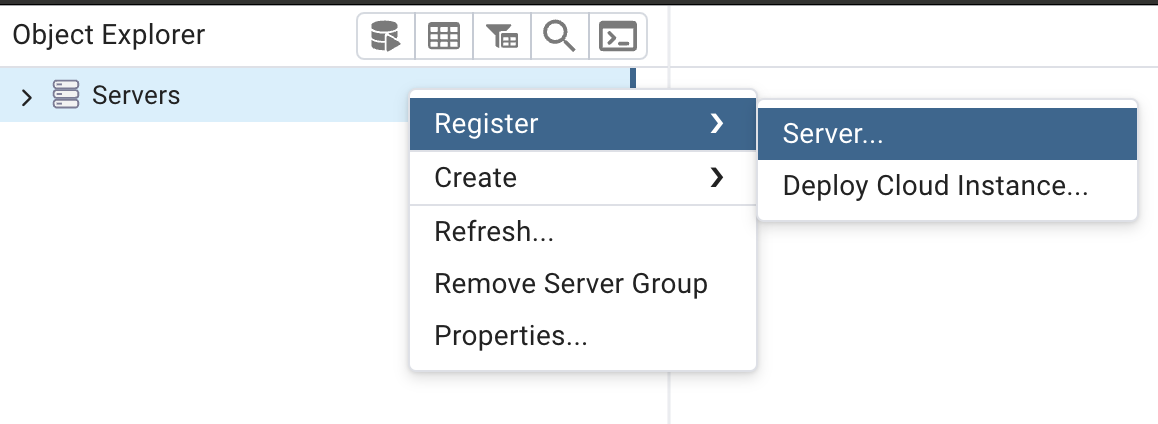 Object Explorer
Servers
Register
Server...
Create
Deploy Cloud Instance...
Refresh...
Remove Server Group
Properties...